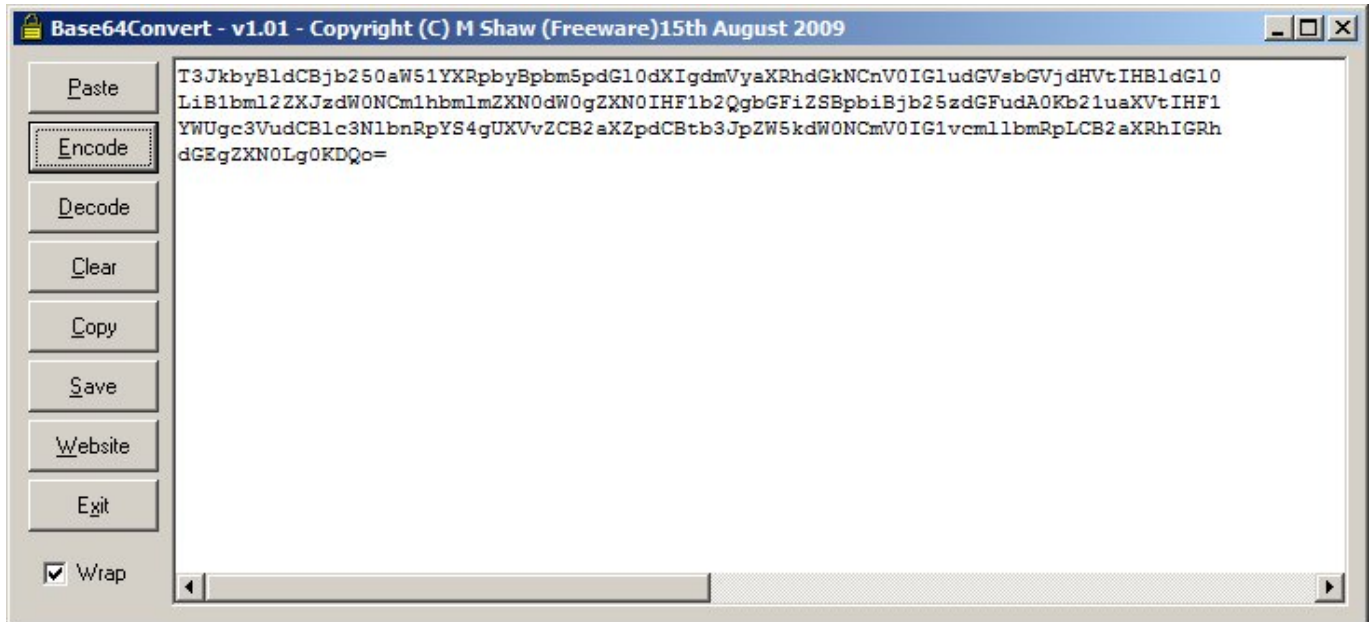 Base64Convert - v1.01 - Copyright (C) M Shaw (Freeware)15th August 2009
Paste
Encode
Decode
Clear
Copy
Save
Website
Exit
Wrap
T3JkbyBldCBjb250aW51YXRpbyBpbm5pdGl0dXIgdmVyaXRhdGkNCnV0IGludGVsbGVjdHVtIHBldGl0
LiB1bml2ZXJzdW0NCm1hbmlmZXN0dW0gZXN0IHF1b2QgbGFiZSBpbiBjb25zdGFudA0Kb21uaXVtIHF1
YWUgc3VudCBlc3NlbnRpYS4gUXVvZCB2aXZpdCBtb3JpZW5kdW0NCmV0IG1vcmllbmRpLCB2aXRhIGRh
dGEgZXN0Lg0KDQo=